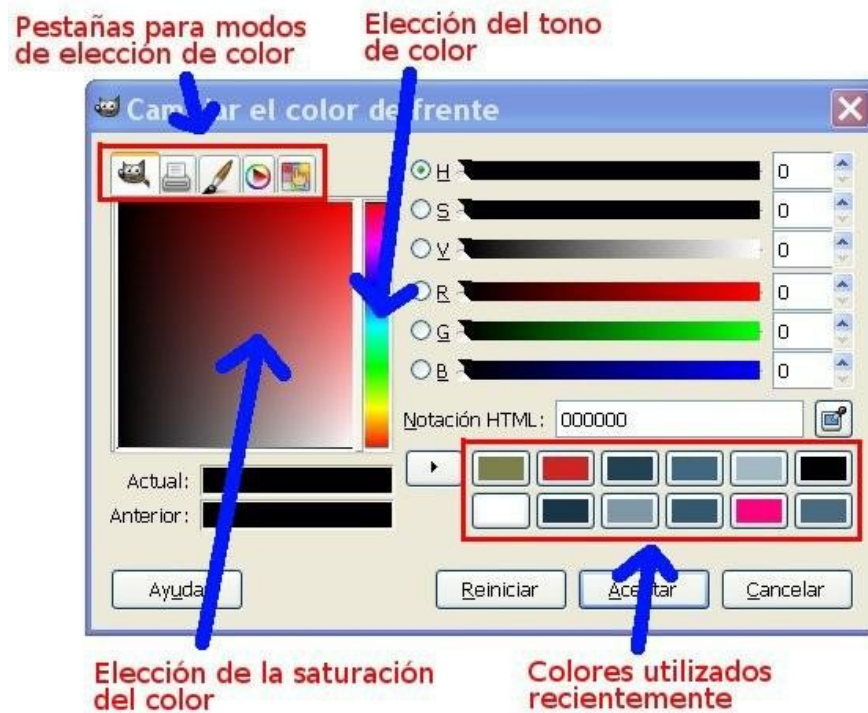 Pestañas para modos
de elección de color
Elección del tono
de color
Cambiar el color de frente
H 0
S 0
V 0
R 0
G 0
B 0
Notación HTML: 000000
Actual:
Anterior:
Ayuda
Reiniciar
Aceptar
Cancelar
Elección de la saturación
del color
Colores utilizados
recientemente